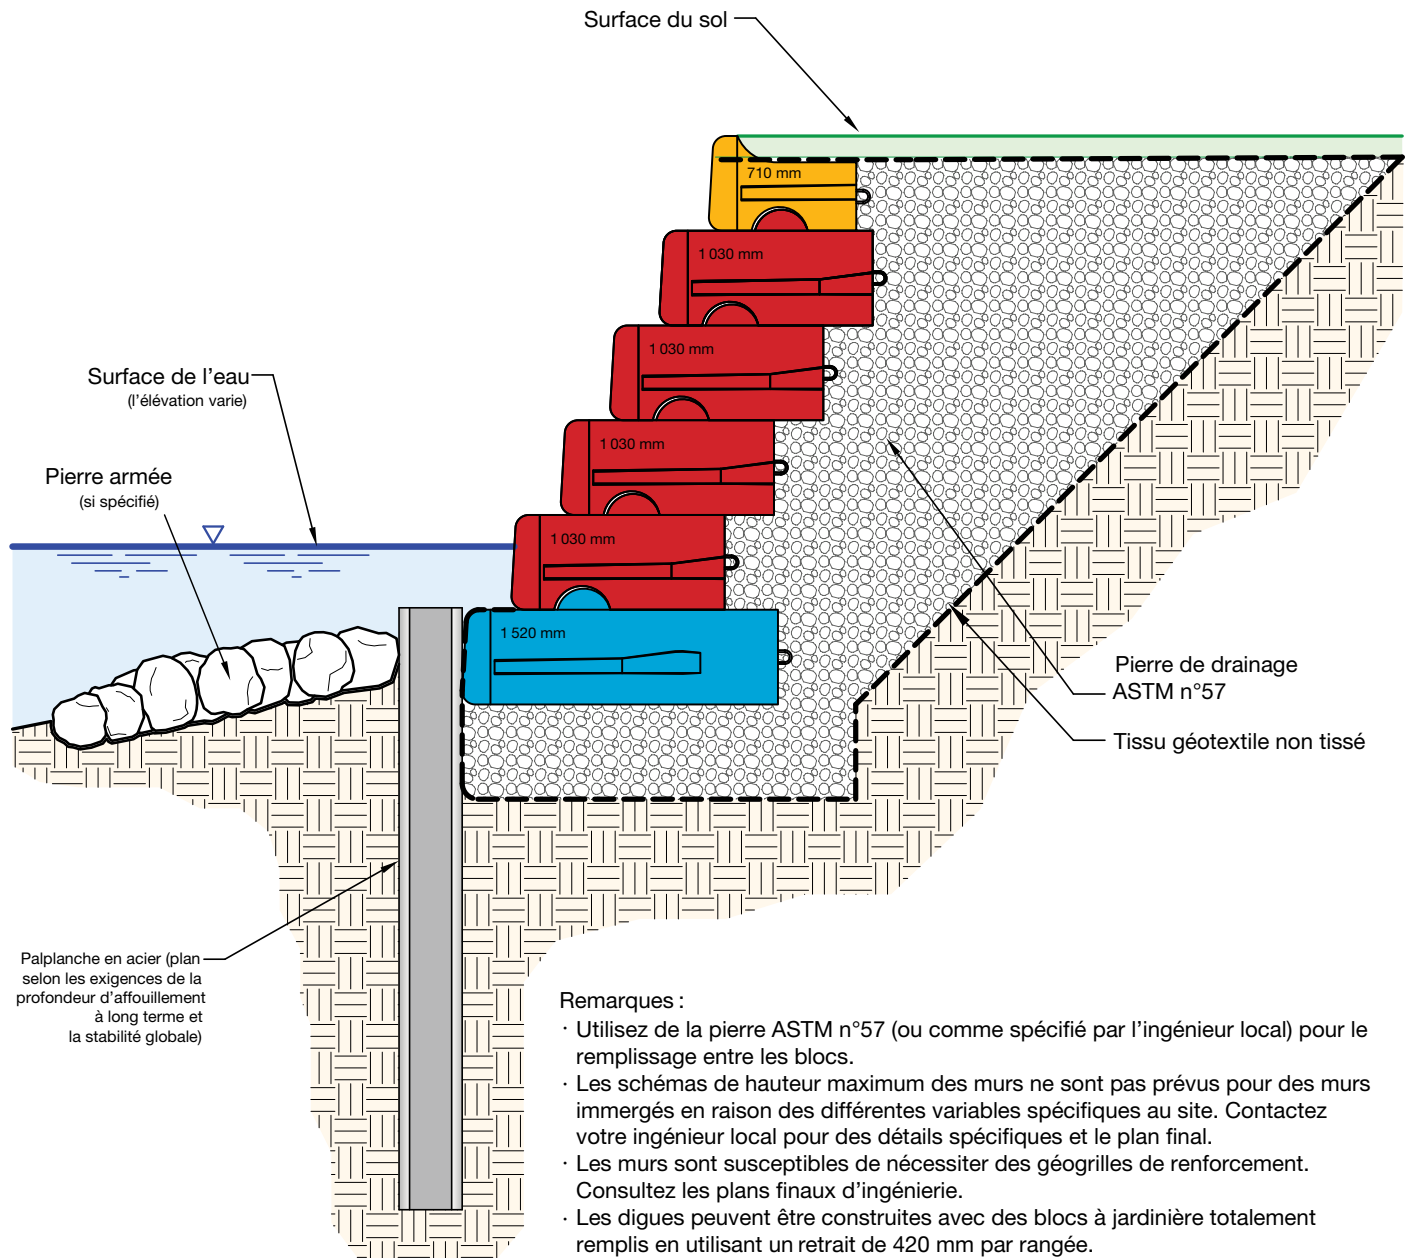 Surface du sol
710 mm
1 030 mm
1 030 mm
Surface de l'eau
(l'élévation varie)
1 030 mm
Pierre armée
(si spécifié)
1 030 mm
1 520 mm
Pierre de drainage
ASTM n°57
Tissu géotextile non tissé
Palplanche en acier (plan
selon les exigences de la
profondeur d'affouillement
à long terme et
la stabilité globale)
Remarques :
· Utilisez de la pierre ASTM n°57 (ou comme spécifié par l'ingénieur local) pour le
remplissage entre les blocs.
· Les schémas de hauteur maximum des murs ne sont pas prévus pour des murs
immergés en raison des différentes variables spécifiques au site. Contactez
votre ingénieur local pour des détails spécifiques et le plan final.
· Les murs sont susceptibles de nécessiter des géogrilles de renforcement.
Consultez les plans finaux d'ingénierie.
· Les digues peuvent être construites avec des blocs à jardinière totalement
remplis en utilisant un retrait de 420 mm par rangée.